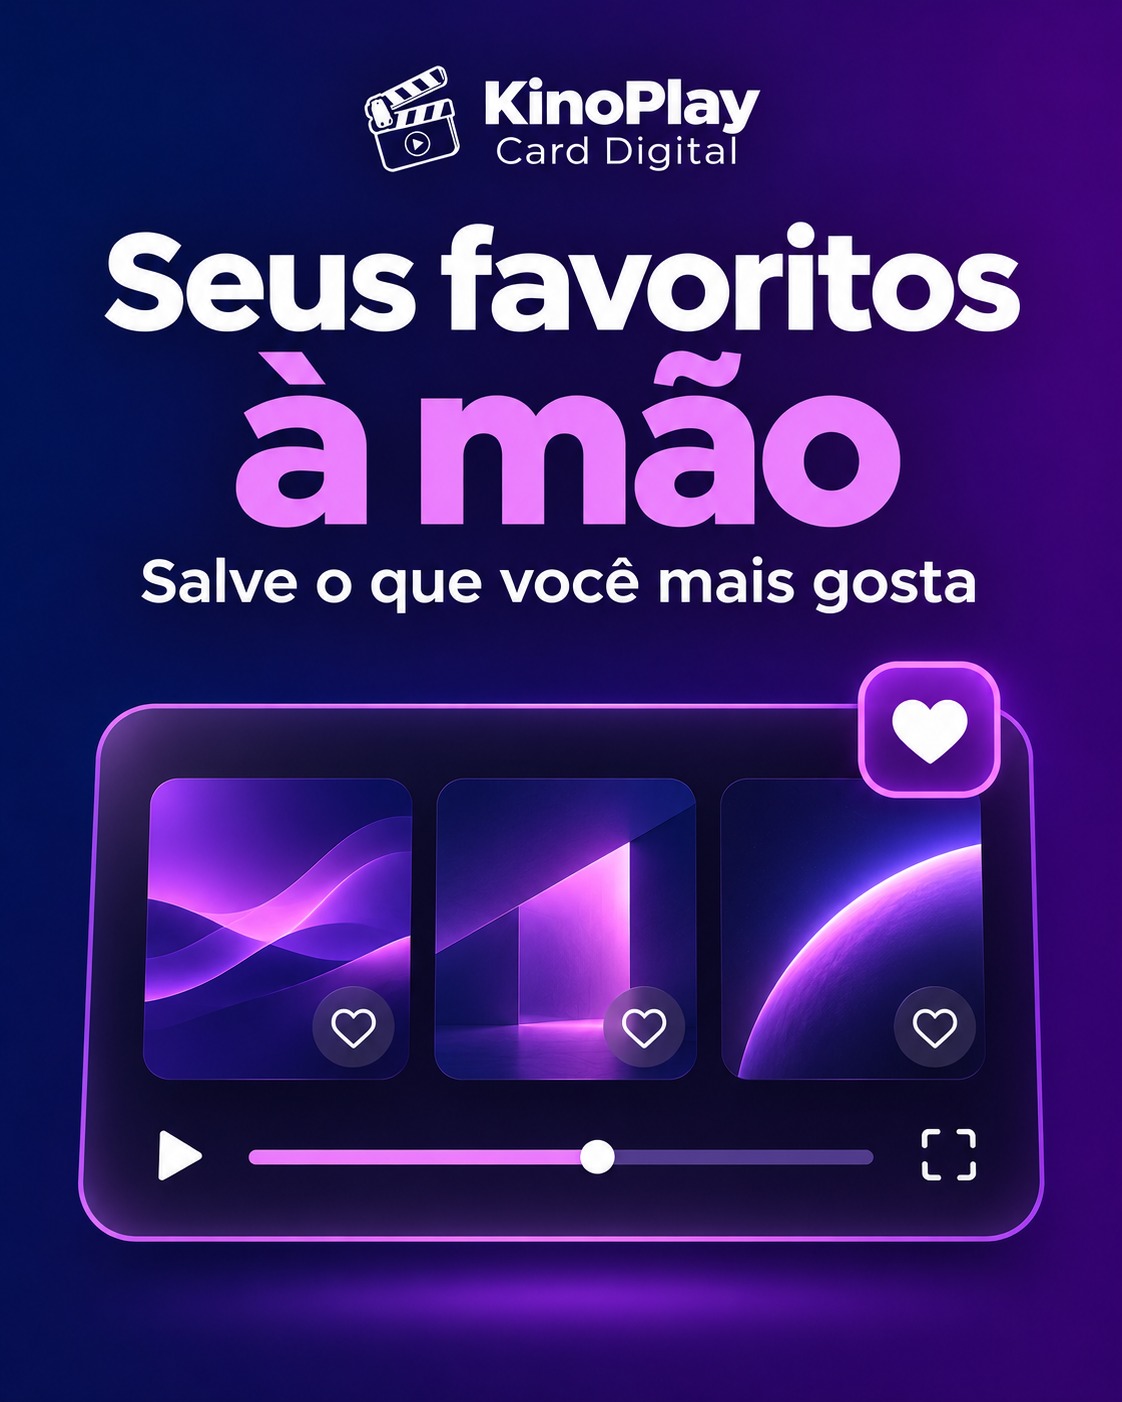 KinoPlay
Card Digital
Seus favoritos
à mão
Salve o que você mais gosta